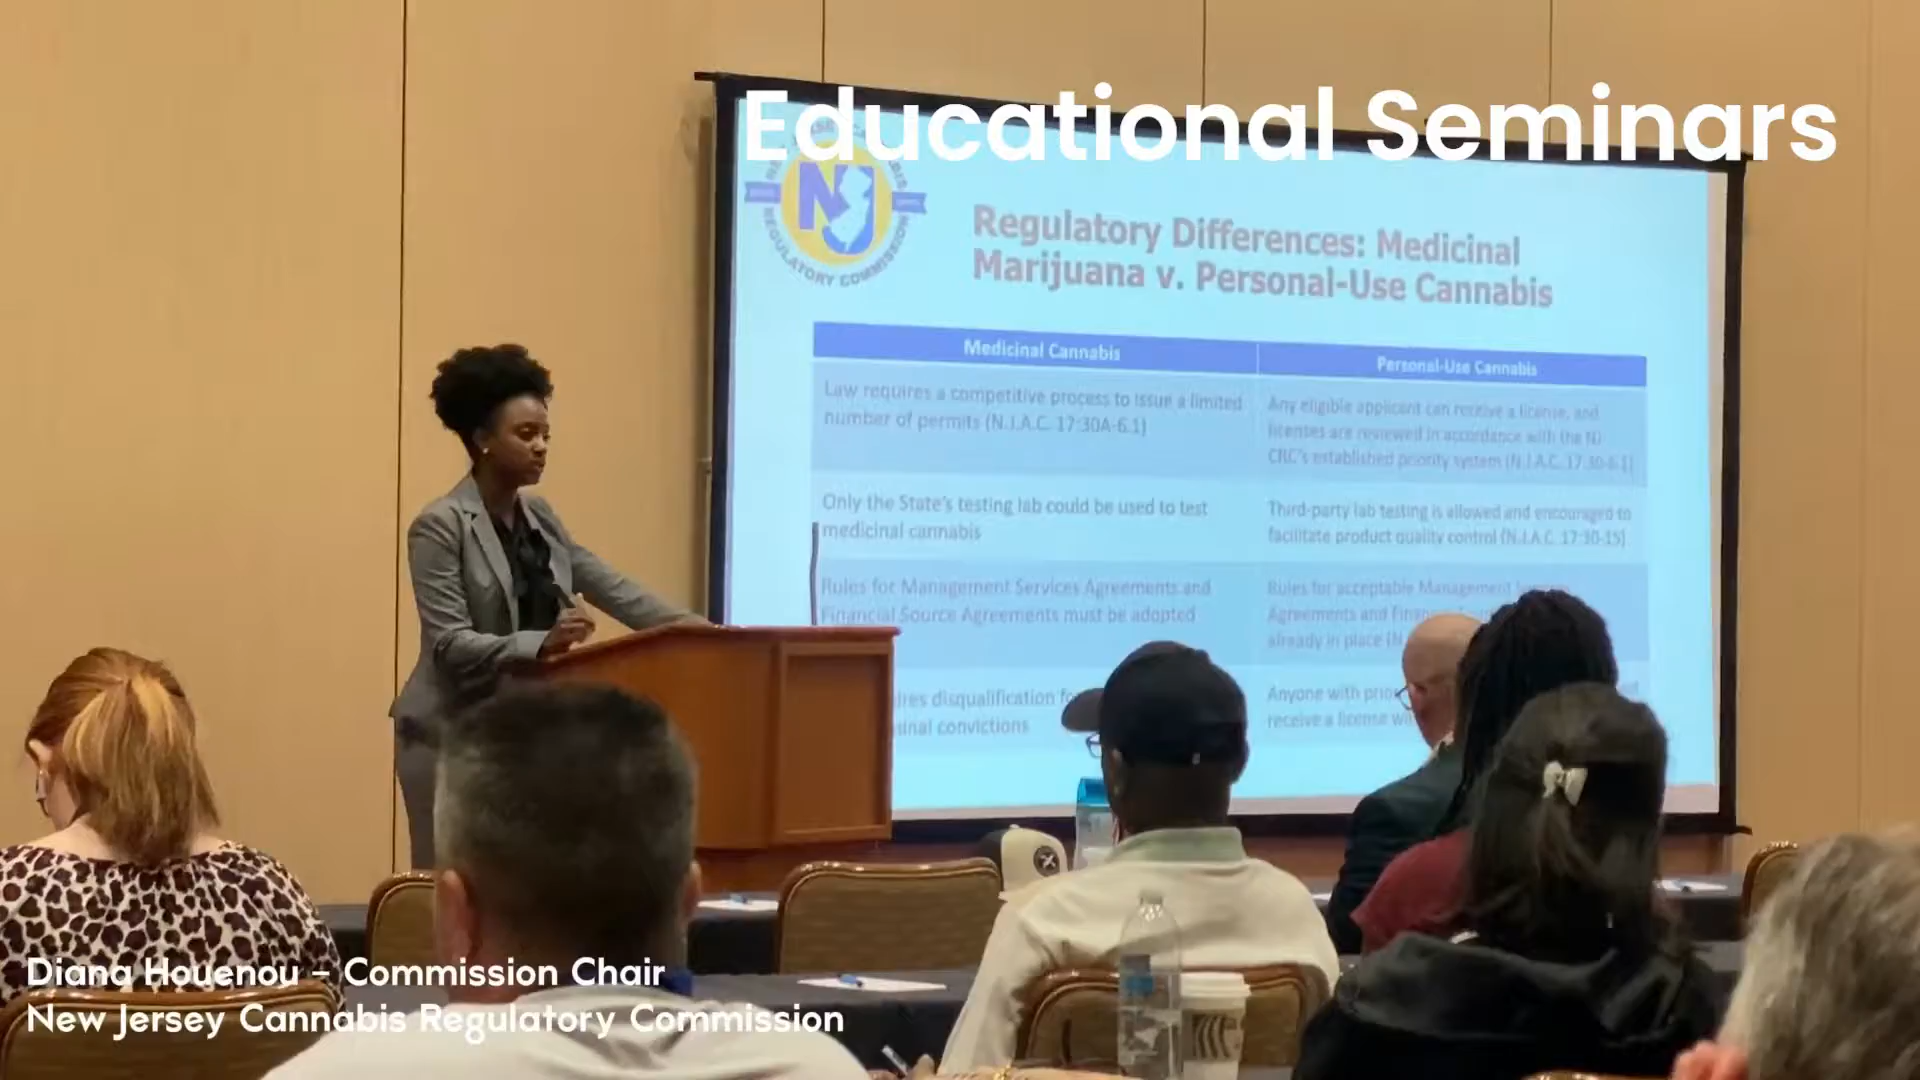 Educational Seminars
NJ
REGULATORY COMMISSION
Regulatory Differences: Medicinal
Marijuana v. Personal-Use Cannabis
Medicinal Cannabis
Personal-Use Cannabis
Law requires a competitive process to issue a limited
number of permits (N.J.A.C. 17:30A-6.1)
Any eligible applicant can receive a license, and
licenses are reviewed in accordance with the NJ-
CRC's established priority system (N.J.A.C. 17:30-6.1)
Only the State's testing lab could be used to test
medicinal cannabis
Third-party lab testing is allowed and encouraged to
facilitate product quality control (N.J.A.C. 17:30-15)
Rules for Management Services Agreements and
Financial Source Agreements must be adopted
Rules for acceptable Management
Agreements and
already in place
disqualification
convictions
Anyone with
receive a license
Diana Houenou – Commission Chair
New Jersey Cannabis Regulatory Commission